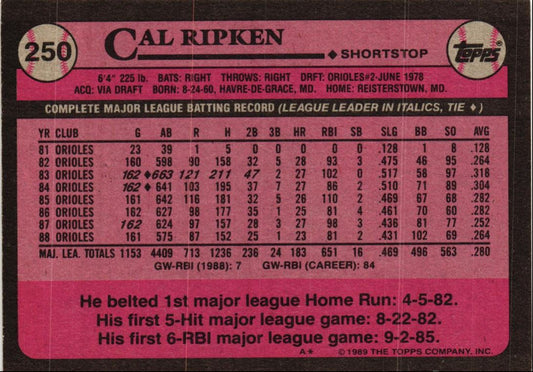 250
CAL RIPKEN
◆ SHORTSTOP
topps
6'4" 225 lb. BATS: RIGHT THROWS: RIGHT DRFT: ORIOLES#2-JUNE 1978
ACQ: VIA DRAFT BORN: 8-24-60, HAVRE-DE-GRACE, MD. HOME: REISTERSTOWN, MD.
COMPLETE MAJOR LEAGUE BATTING RECORD (LEAGUE LEADER IN ITALICS, TIE ♦)
YR CLUB G AB R H 2B 3B HR RBI SB SLG BB SO AVG
81 ORIOLES 23 39 1 5 0 0 0 0 0 .128 1 8 .128
82 ORIOLES 160 598 90 158 32 5 28 93 3 .475 46 95 .264
83 ORIOLES 162 ♦663 121 211 47 2 27 102 0 .517 58 97 .318
84 ORIOLES 162 ♦ 641 103 195 37 7 27 86 2 .510 71 89 .304
85 ORIOLES 161 642 116 181 32 5 26 110 2 .469 67 68 .282
86 ORIOLES 162 627 98 177 35 1 25 81 4 .461 70 60 .282
87 ORIOLES 162 624 97 157 28 3 27 98 3 .436 81 77 .252
88 ORIOLES 161 575 87 152 25 1 23 81 2 .431 102 69 .264
MAJ. LEA. TOTALS 1153 4409 713 1236 236 24 183 651 16 .469 496 563 .280
GW-RBI (1988): 7 GW-RBI (CAREER): 84
He belted 1st major league Home Run: 4-5-82.
His first 5-Hit major league game: 8-22-82.
His first 6-RBI major league game: 9-2-85.
A* © 1989 THE TOPPS COMPANY, INC.